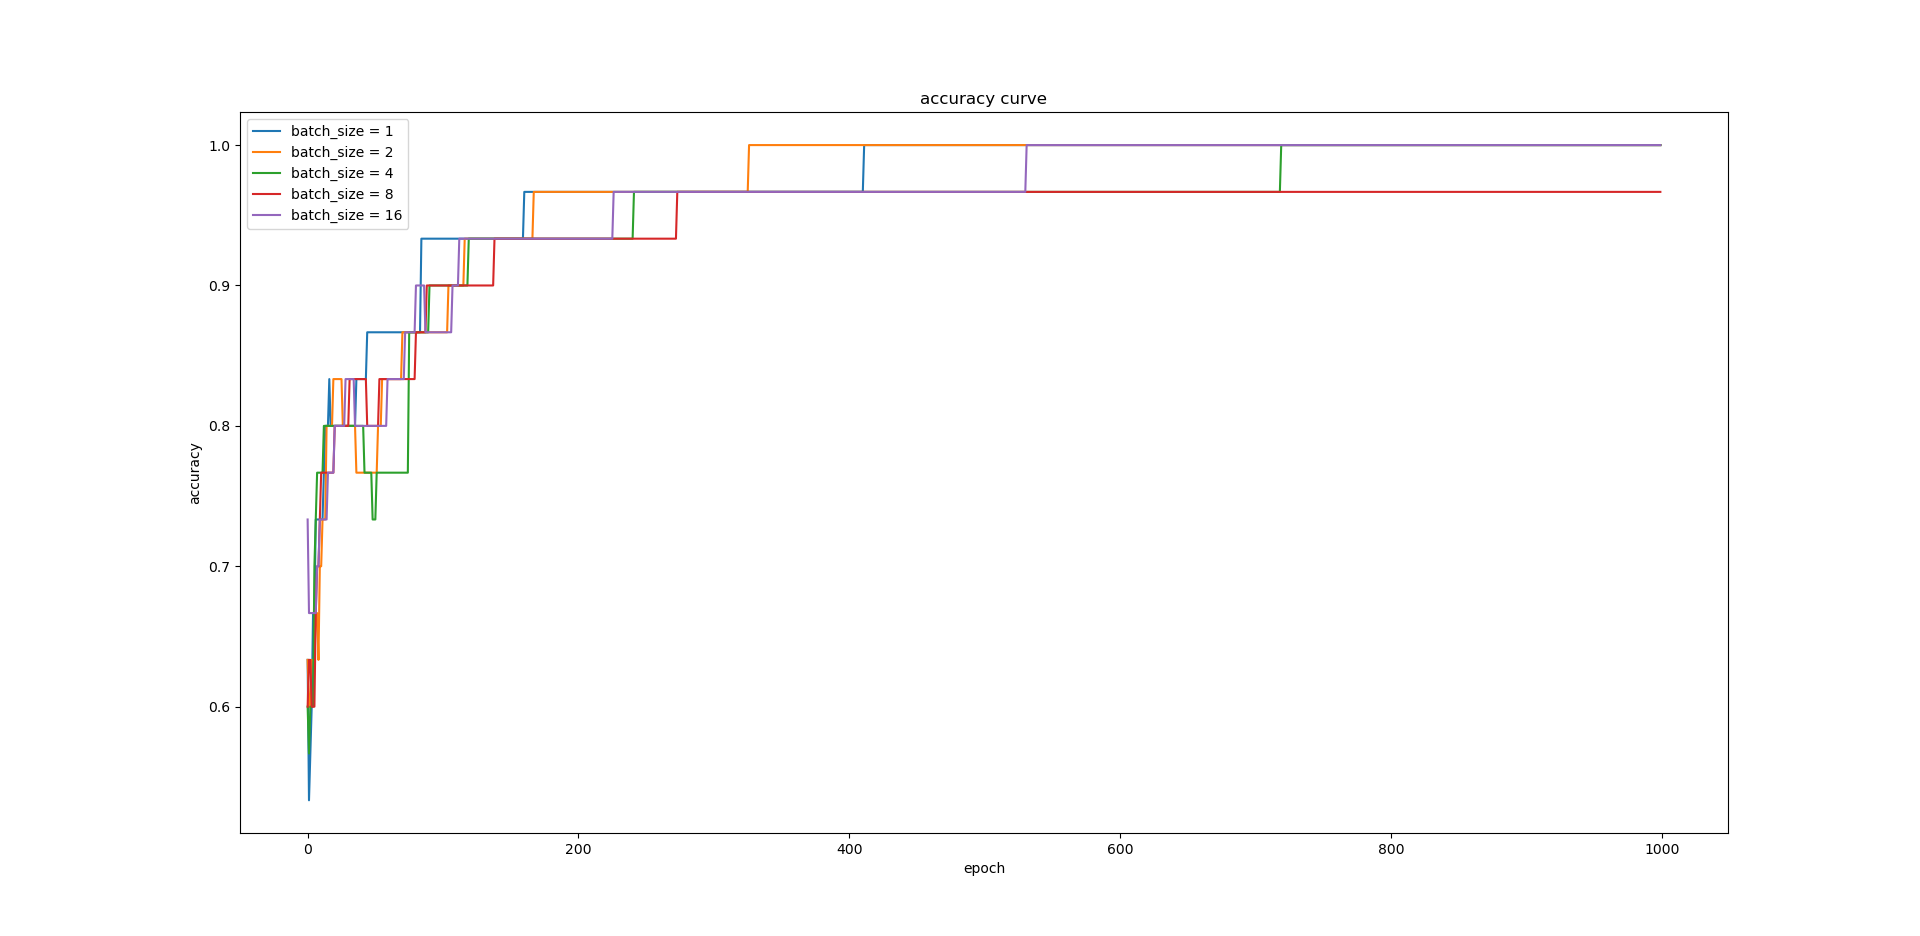 accuracy curve
batch_size = 1
batch_size = 2
batch_size = 4
batch_size = 8
batch_size = 16
1.0
0.9
0.8
0.7
0.6
accuracy
0 200 400 600 800 1000
epoch